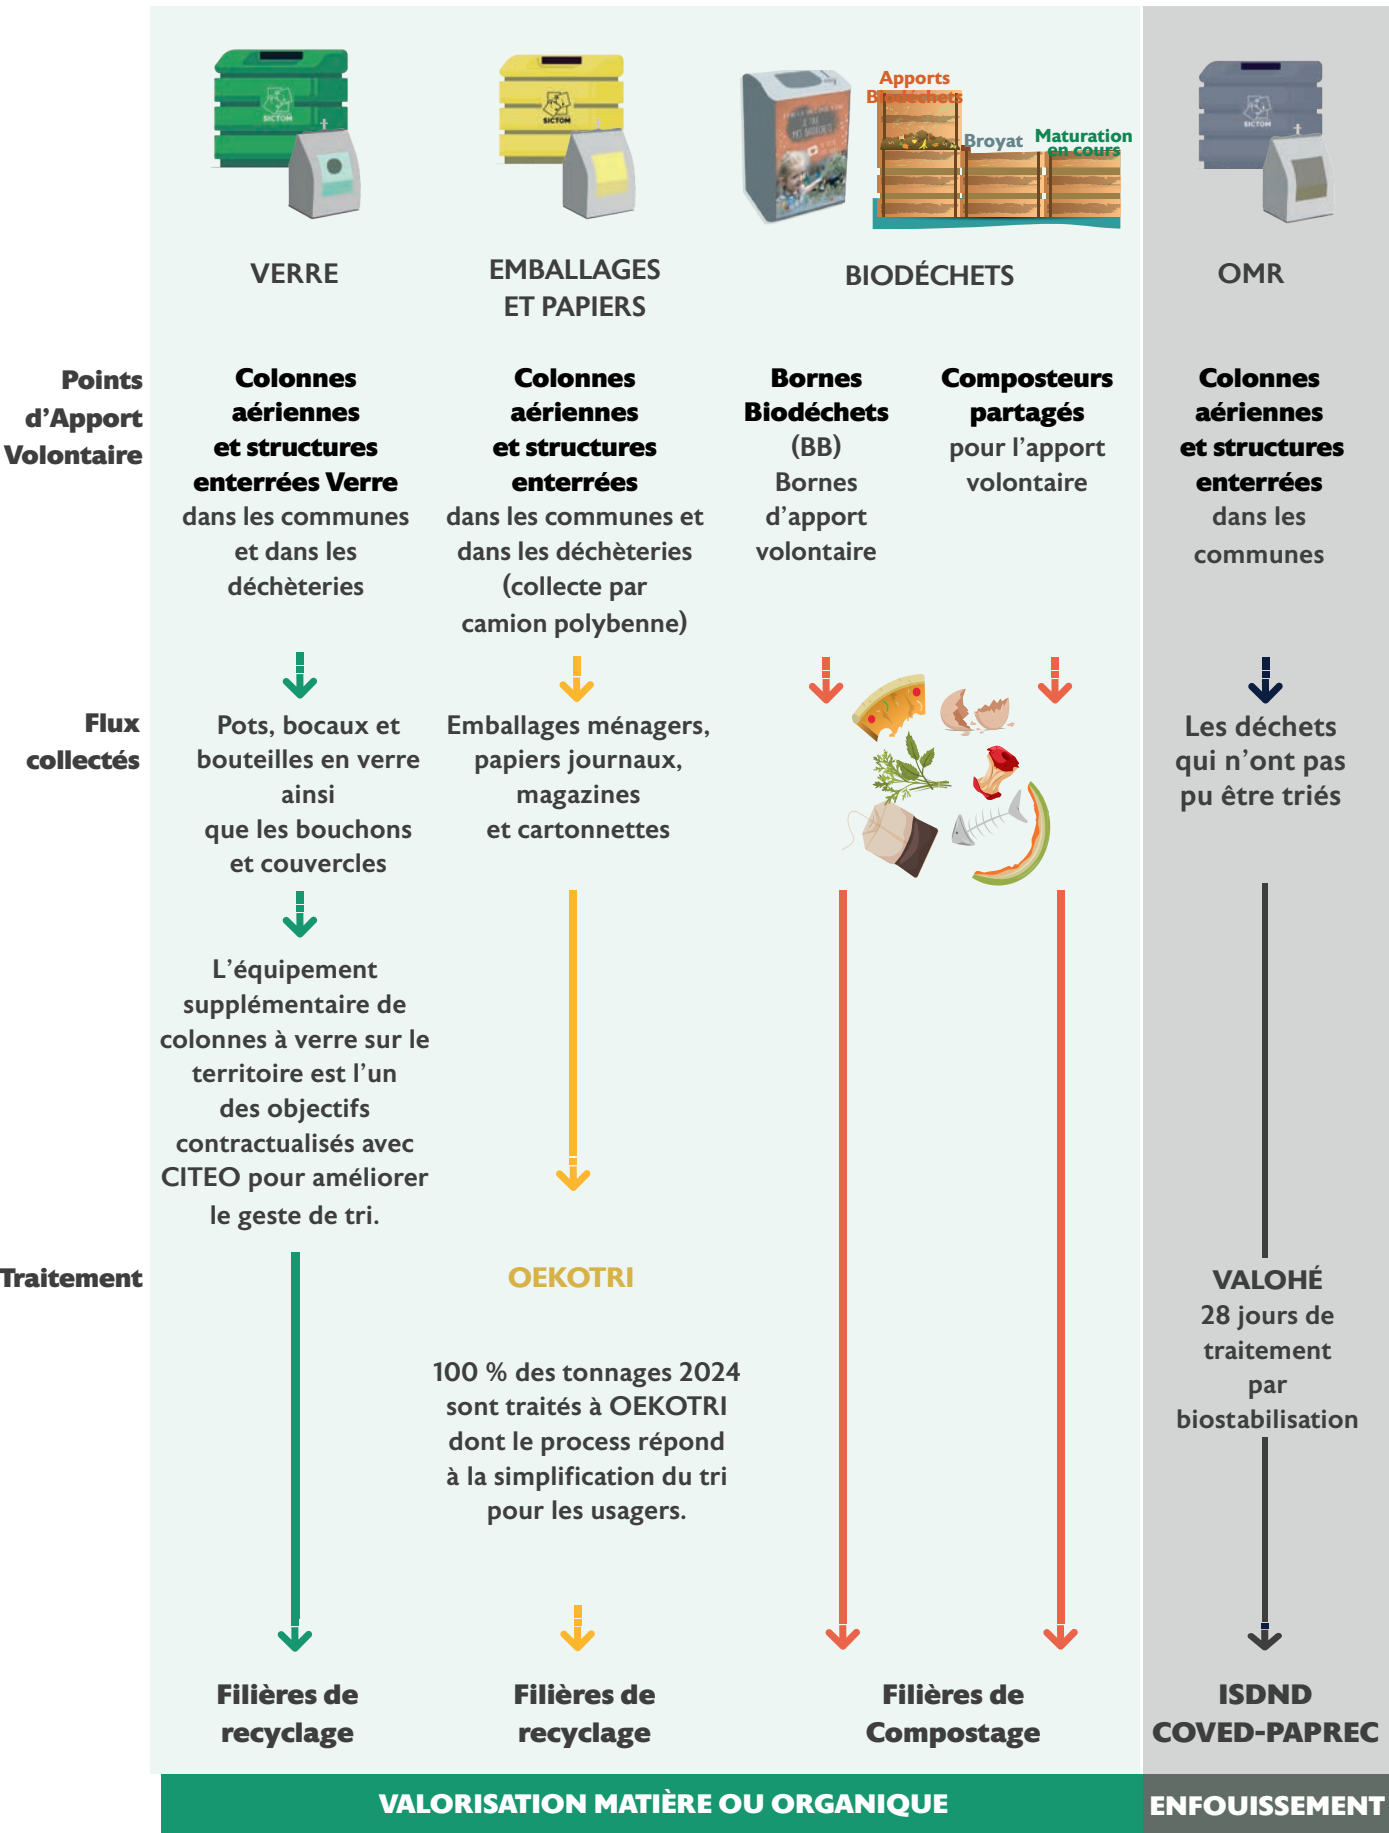 SICTOM
SICTOM
JE TRIE
MES BIODÉCHETS
Apports
Biodéchets
Broyat
Maturation
en cours
SICTOM
VERRE
EMBALLAGES
ET PAPIERS
BIODÉCHETS
OMR
Points
d’Apport
Volontaire
Colonnes
aériennes
et structures
enterrées Verre
dans les communes
et dans les
déchèteries
Colonnes
aériennes
et structures
enterrées
dans les communes et
dans les déchèteries
(collecte par
camion polybenne)
Bornes
Biodéchets
(BB)
Bornes
d’apport
volontaire
Composteurs
partagés
pour l’apport
volontaire
Colonnes
aériennes
et structures
enterrées
dans les
communes
Flux
collectés
Pots, bocaux et
bouteilles en verre
ainsi
que les bouchons
et couvercles
Emballages ménagers,
papiers journaux,
magazines
et cartonnettes
Les déchets
qui n’ont pas
pu être triés
L’équipement
supplémentaire de
colonnes à verre sur le
territoire est l’un
des objectifs
contractualisés avec
CITEO pour améliorer
le geste de tri.
Traitement
OEKOTRI
100 % des tonnages 2024
sont traités à OEKOTRI
dont le process répond
à la simplification du tri
pour les usagers.
VALOHÉ
28 jours de
traitement
par
biostabilisation
Filières de
recyclage
Filières de
recyclage
Filières de
Compostage
ISDND
COVED-PAPREC
VALORISATION MATIÈRE OU ORGANIQUE
ENFOUISSEMENT